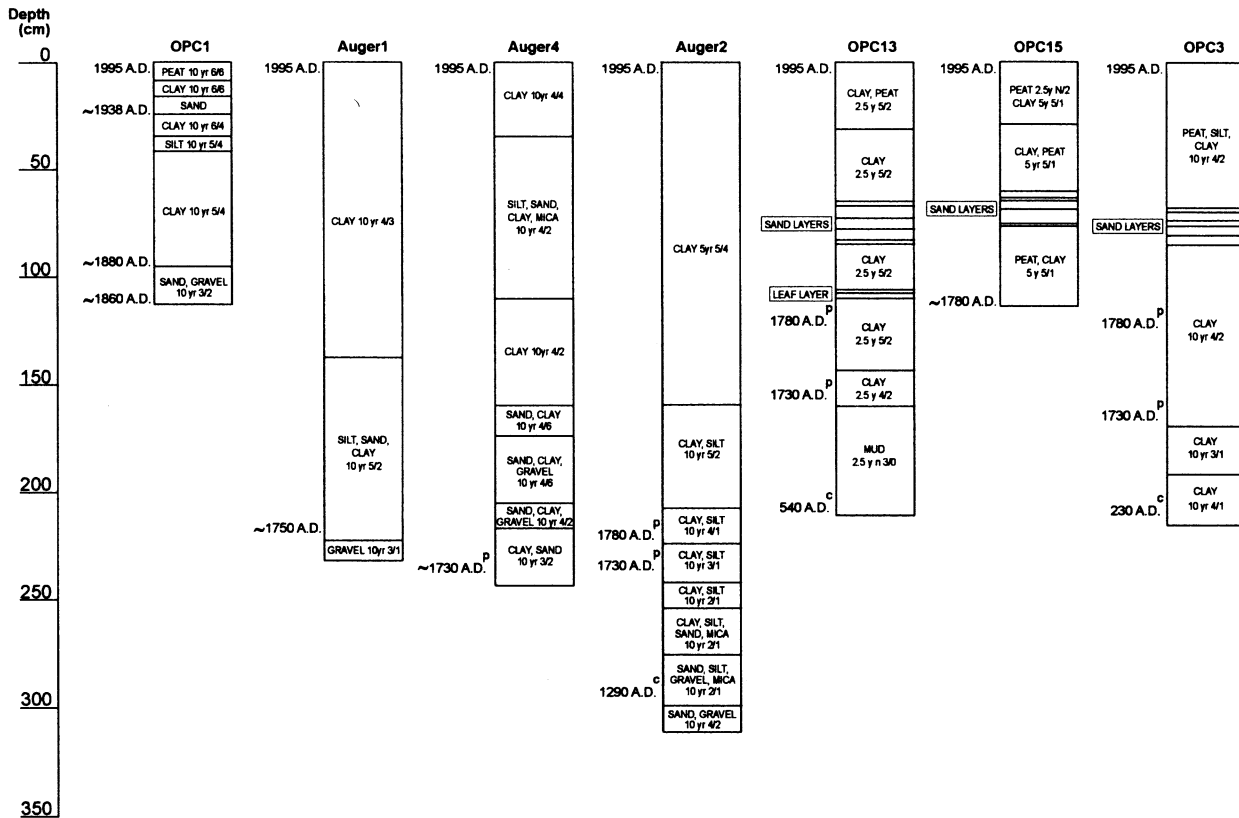 Depth
(cm)
0
50
100
150
200
250
300
350
OPC1
1995 A.D.
~1938 A.D.
~1880 A.D.
~1860 A.D.
PEAT 10 yr 6/6
CLAY 10 yr 6/6
SAND
CLAY 10 yr 6/4
SILT 10 yr 5/4
CLAY 10 yr 5/4
SAND, GRAVEL
10 yr 3/2
Auger1
1995 A.D.
~1750 A.D.
CLAY 10 yr 4/3
SILT, SAND,
CLAY
10 yr 5/2
GRAVEL 10yr 3/1
Auger4
1995 A.D.
~1730 A.D.p
CLAY 10yr 4/4
SILT, SAND,
CLAY, MICA
10 yr 4/2
CLAY 10yr 4/2
SAND, CLAY
10 yr 4/6
SAND, CLAY,
GRAVEL
10 yr 4/6
SAND, CLAY,
GRAVEL 10 yr 4/2
CLAY, SAND
10 yr 3/2
Auger2
1995 A.D.
1780 A.D.p
1730 A.D.p
1290 A.D.c
CLAY 5yr 5/4
CLAY, SILT
10 yr 5/2
CLAY, SILT
10 yr 4/1
CLAY, SILT
10 yr 3/1
CLAY, SILT
10 yr 2/1
CLAY, SILT,
SAND, MICA
10 yr 2/1
SAND, SILT,
GRAVEL, MICA
10 yr 2/1
SAND, GRAVEL
10 yr 4/2
OPC13
1995 A.D.
SAND LAYERS
LEAF LAYER
1780 A.D.p
1730 A.D.p
540 A.D.c
CLAY, PEAT
2.5 y 5/2
CLAY
2.5 y 5/2
CLAY
2.5 y 5/2
CLAY
2.5 y 5/2
CLAY
2.5 y 4/2
MUD
2.5 y n 3/0
OPC15
1995 A.D.
SAND LAYERS
~1780 A.D.
PEAT 2.5y N/2
CLAY 5y 5/1
CLAY, PEAT
5 yr 5/1
PEAT, CLAY
5 y 5/1
OPC3
1995 A.D.
SAND LAYERS
1780 A.D.p
1730 A.D.p
230 A.D.c
PEAT, SILT,
CLAY
10 yr 4/2
CLAY
10 yr 4/2
CLAY
10 yr 3/1
CLAY
10 yr 4/1